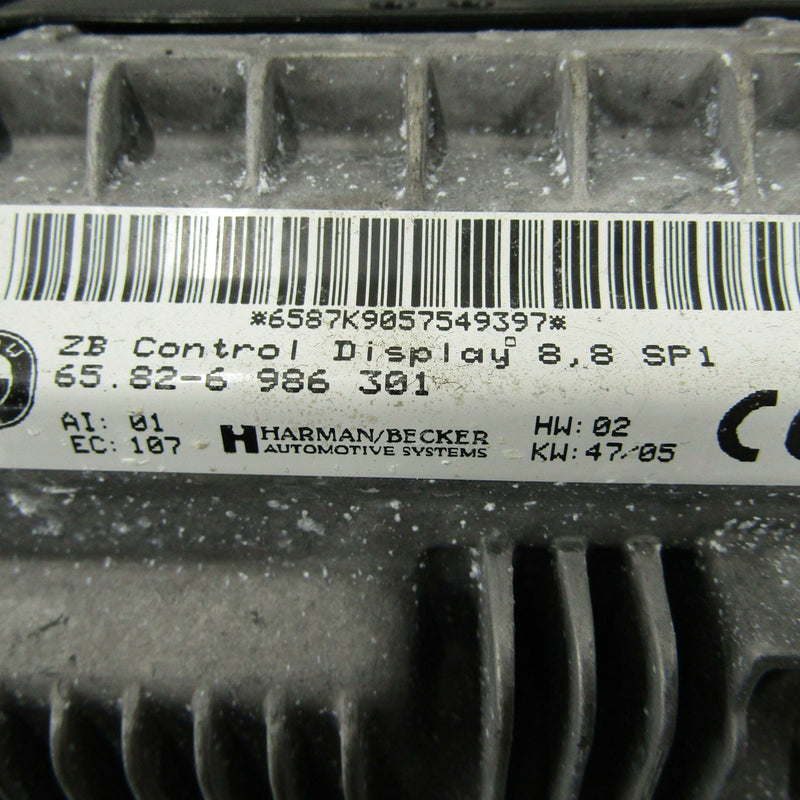 *6587K9057549397*
ZB Control Display 8,8 SP1
65.82-6 986 301
AI: 01
EC: 107
H HARMAN/BECKER
AUTOMOTIVE SYSTEMS
HW: 02
KW: 47/05
CE